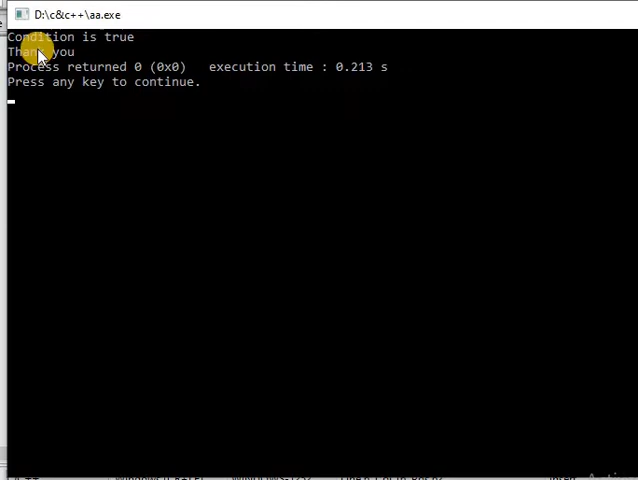 D:\c&c++\aa.exe
Condition is true
Thank you
Process returned 0 (0x0)   execution time : 0.213 s
Press any key to continue.